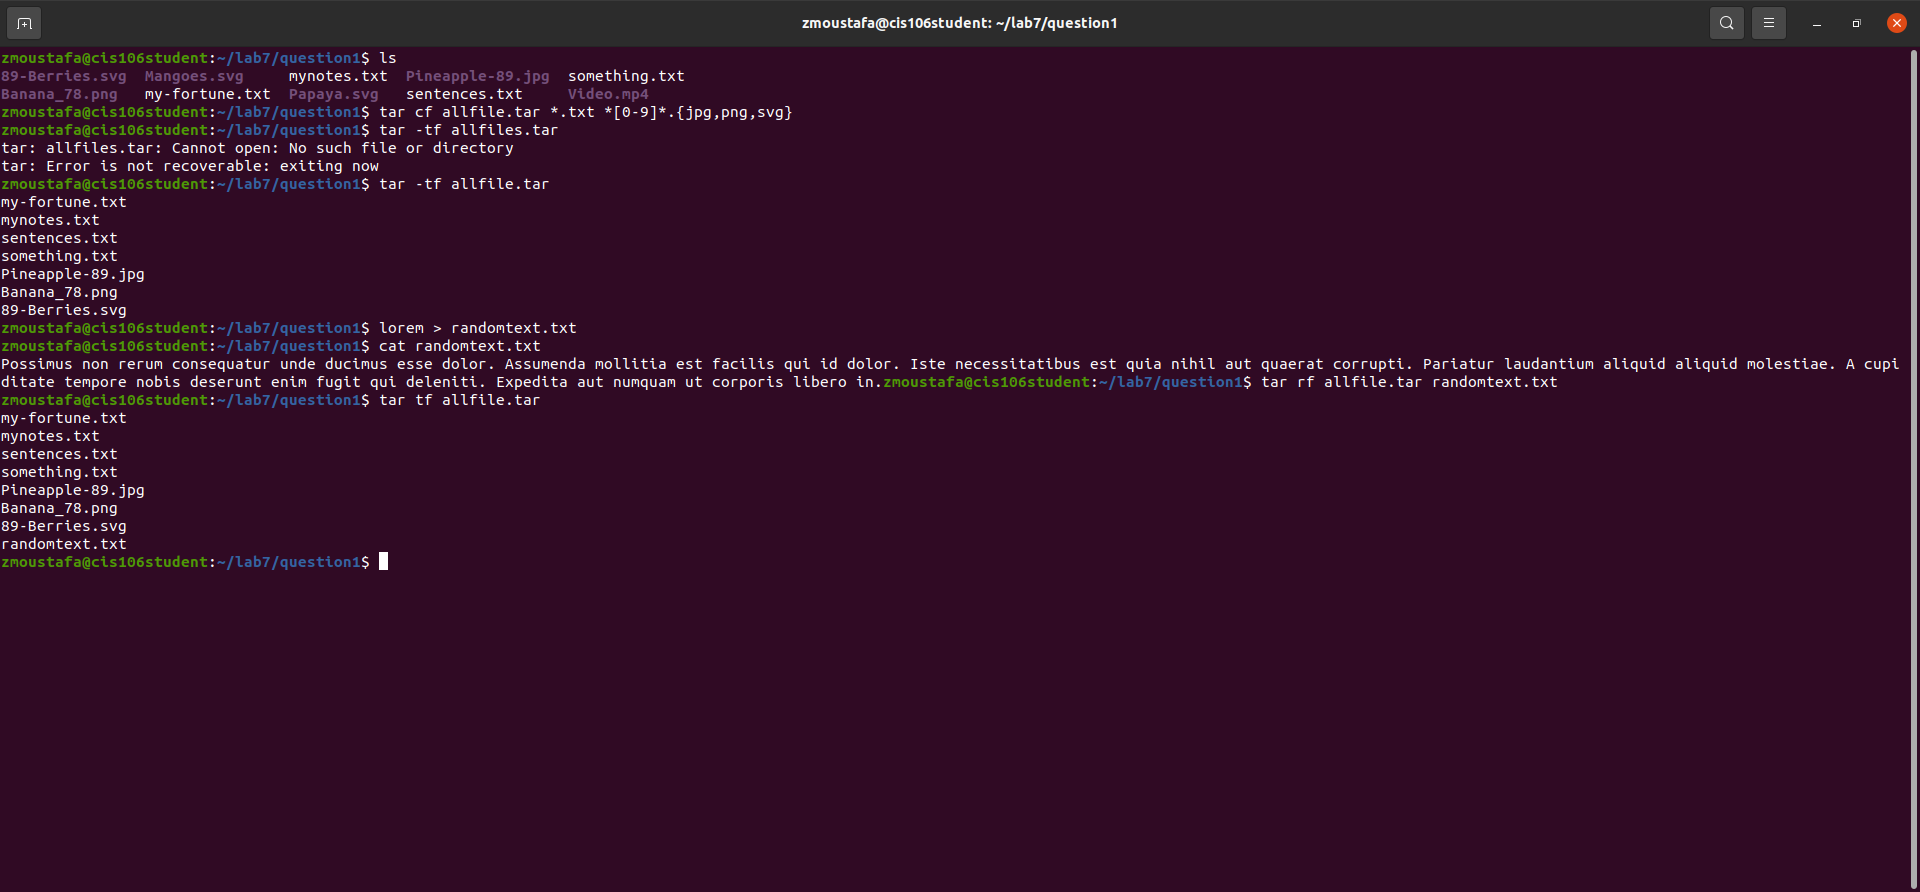 zmoustafa@cis106student: ~/lab7/question1
zmoustafa@cis106student:~/lab7/question1$ ls
89-Berries.svg  Mangoes.svg     mynotes.txt  Pineapple-89.jpg  something.txt
Banana_78.png   my-fortune.txt  Papaya.svg   sentences.txt     Video.mp4
zmoustafa@cis106student:~/lab7/question1$ tar cf allfile.tar *.txt *[0-9]*.{jpg,png,svg}
zmoustafa@cis106student:~/lab7/question1$ tar -tf allfiles.tar
tar: allfiles.tar: Cannot open: No such file or directory
tar: Error is not recoverable: exiting now
zmoustafa@cis106student:~/lab7/question1$ tar -tf allfile.tar
my-fortune.txt
mynotes.txt
sentences.txt
something.txt
Pineapple-89.jpg
Banana_78.png
89-Berries.svg
zmoustafa@cis106student:~/lab7/question1$ lorem > randomtext.txt
zmoustafa@cis106student:~/lab7/question1$ cat randomtext.txt
Possimus non rerum consequatur unde ducimus esse dolor. Assumenda mollitia est facilis qui id dolor. Iste necessitatibus est quia nihil aut quaerat corrupti. Pariatur laudantium aliquid aliquid molestiae. A cupi
ditate tempore nobis deserunt enim fugit qui deleniti. Expedita aut numquam ut corporis libero in.zmoustafa@cis106student:~/lab7/question1$ tar rf allfile.tar randomtext.txt
zmoustafa@cis106student:~/lab7/question1$ tar tf allfile.tar
my-fortune.txt
mynotes.txt
sentences.txt
something.txt
Pineapple-89.jpg
Banana_78.png
89-Berries.svg
randomtext.txt
zmoustafa@cis106student:~/lab7/question1$